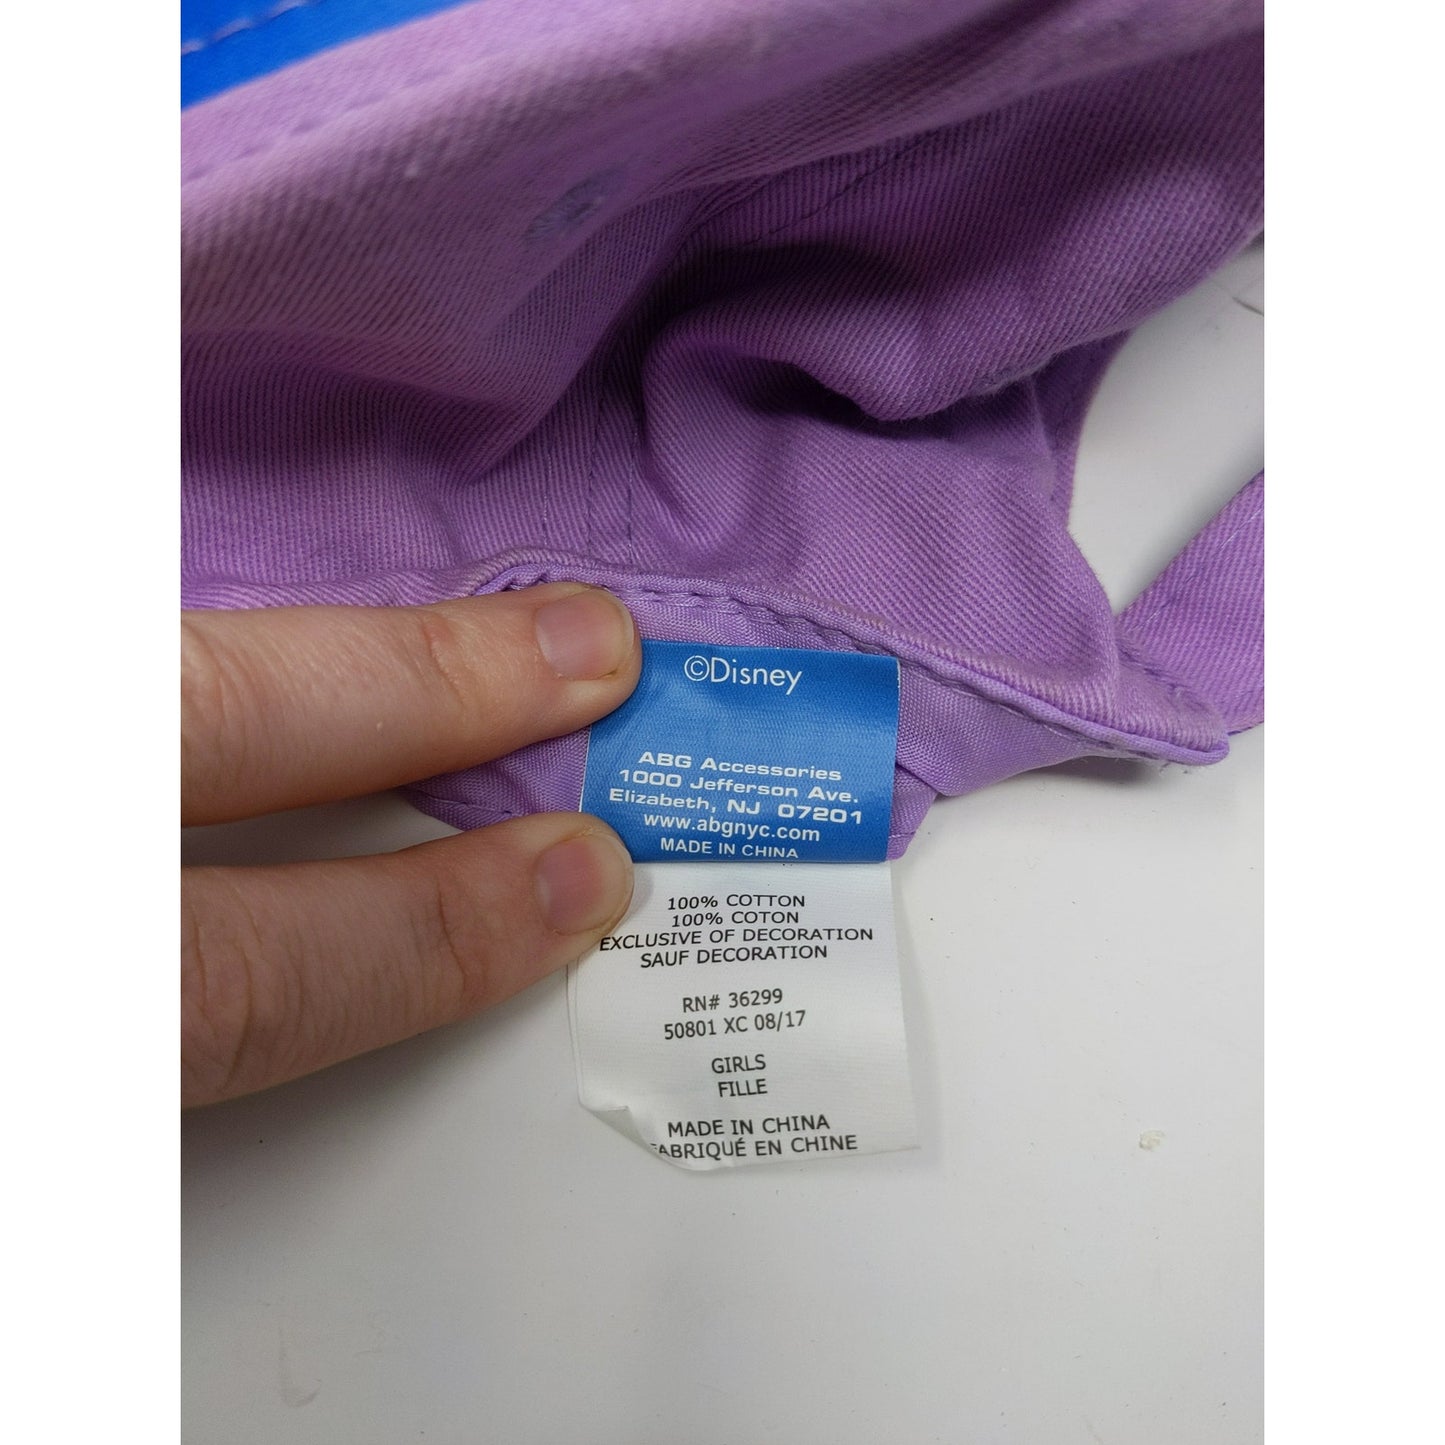 ©Disney
ABG Accessories
1000 Jefferson Ave.
Elizabeth, NJ 07201
www.abgnyc.com
MADE IN CHINA
100% COTTON
100% COTON
EXCLUSIVE OF DECORATION
SAUF DECORATION
RN# 36299
50801 XC 08/17
GIRLS
FILLE
MADE IN CHINA
FABRIQUÉ EN CHINE